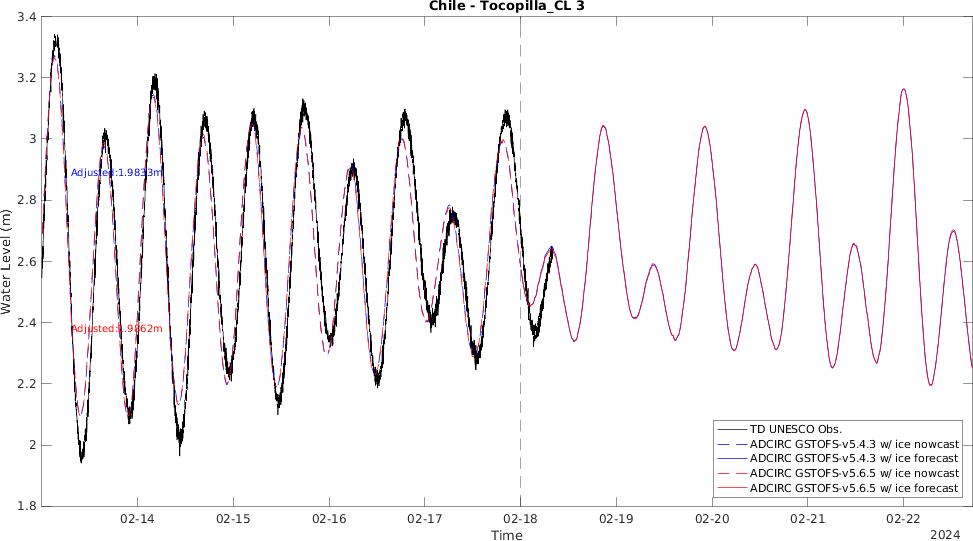 Chile - Tocopilla_CL 3
3.4
3.2
3
2.8
2.6
2.4
2.2
2
1.8
Water Level (m)
Adjusted:1.9833m
Adjusted:1.9862m
TD UNESCO Obs.
ADCIRC GSTOFS-v5.4.3 w/ ice nowcast
ADCIRC GSTOFS-v5.4.3 w/ ice forecast
ADCIRC GSTOFS-v5.6.5 w/ ice nowcast
ADCIRC GSTOFS-v5.6.5 w/ ice forecast
02-14 02-15 02-16 02-17 02-18 02-19 02-20 02-21 02-22
Time
2024